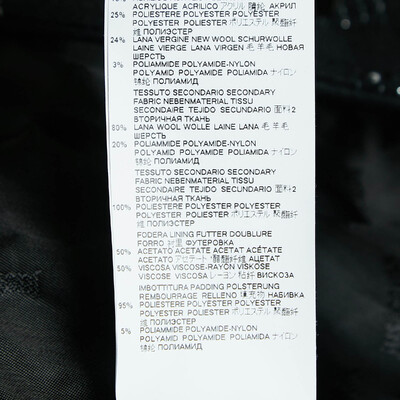 ACRYLIQUE ACRILICO アクリル 腈纶 АКРИЛ
25% POLIESTERE POLYESTER POLYESTER
POLYESTER POLIESTER ポリエステル 聚酯纤
维 ПОЛИЭСТЕР
24% LANA VERGINE NEW WOOL SCHURWOLLE
LAINE VIERGE LANA VIRGEN 毛 羊毛 НОВАЯ
ШЕРСТЬ
3% POLIAMMIDE POLYAMIDE-NYLON
POLYAMID POLYAMIDE POLIAMIDA ナイロン
锦纶 ПОЛИАМИД
TESSUTO SECONDARIO SECONDARY
FABRIC NEBENMATERIAL TISSU
SECONDAIRE TEJIDO SECUNDARIO 面料2
ВТОРИЧНАЯ ТКАНЬ
80% LANA WOOL WOLLE LAINE LANA 毛 羊毛
ШЕРСТЬ
20% POLIAMMIDE POLYAMIDE-NYLON
POLYAMID POLYAMIDE POLIAMIDA ナイロン
锦纶 ПОЛИАМИД
TESSUTO SECONDARIO SECONDARY
FABRIC NEBENMATERIAL TISSU
SECONDAIRE TEJIDO SECUNDARIO 面料2
ВТОРИЧНАЯ ТКАНЬ
100% POLIESTERE POLYESTER POLYESTER
POLYESTER POLIESTER ポリエステル 聚酯纤
维 ПОЛИЭСТЕР
FODERA LINING FUTTER DOUBLURE
FORRO 衬里 ФУТЕРОВКА
50% ACETATO ACETATE ACETAT ACÉTATE
ACETATO アセテート 醋酯纤维 АЦЕТАТ
50% VISCOSA VISCOSE-RAYON VISKOSE
VISCOSE VISCOSA レーヨン 粘纤 ВИСКОЗА
IMBOTTITURA PADDING POLSTERUNG
REMBOURRAGE RELLENO 填充物 НАБИВКА
95% POLIESTERE POLYESTER POLYESTER
POLYESTER POLIESTER ポリエステル 聚酯纤
维 ПОЛИЭСТЕР
5% POLIAMMIDE POLYAMIDE-NYLON
POLYAMID POLYAMIDE POLIAMIDA ナイロン
锦纶 ПОЛИАМИД